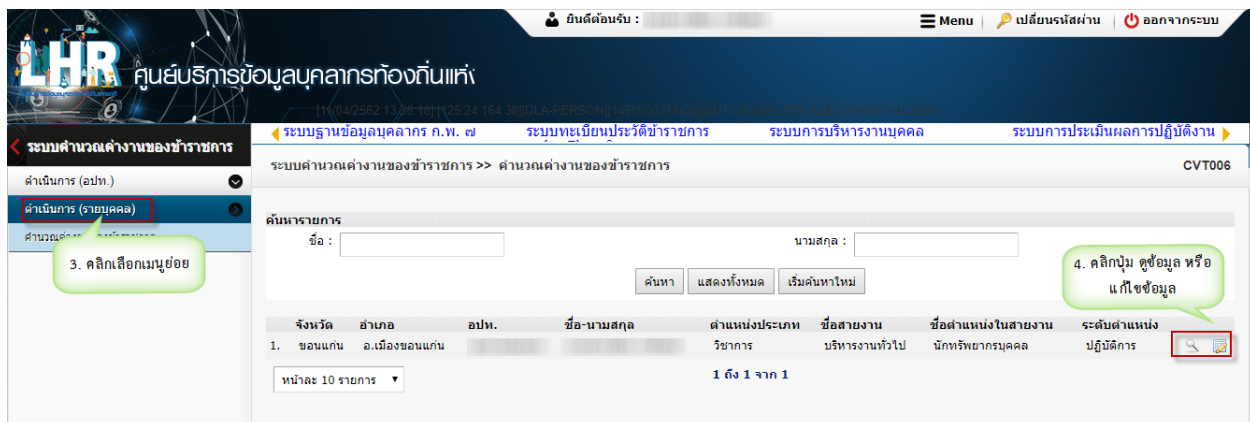 ยินดีต้อนรับ :
Menu เปลี่ยนรหัสผ่าน ออกจากระบบ
LHR ศูนย์บริการข้อมูลบุคลากรท้องถิ่นแห่ง
ระบบฐานข้อมูลบุคลากร ก.พ. ๗ ระบบทะเบียนประวัติข้าราชการ ระบบการบริหารงานบุคคล ระบบการประเมินผลการปฏิบัติงาน
ระบบคำนวณค่างานของข้าราชการ
ระบบคำนวณค่างานของข้าราชการ >> คำนวณค่างานของข้าราชการ CVT006
ดำเนินการ (อปท.)
ดำเนินการ (รายบุคคล)
3. คลิกเลือกเมนูย่อย
ค้นหารายการ
ชื่อ : นามสกุล :
ค้นหา แสดงทั้งหมด เริ่มค้นหาใหม่
4. คลิกปุ่ม ดูข้อมูล หรือ
แก้ไขข้อมูล
จังหวัด อำเภอ อปท. ชื่อ-นามสกุล ตำแหน่งประเภท ชื่อสายงาน ชื่อตำแหน่งในสายงาน ระดับตำแหน่ง
1. ขอนแก่น อ.เมืองขอนแก่น วิชาการ บริหารงานทั่วไป นักทรัพยากรบุคคล ปฏิบัติการ
หน้าละ 10 รายการ 1 ถึง 1 จาก 1